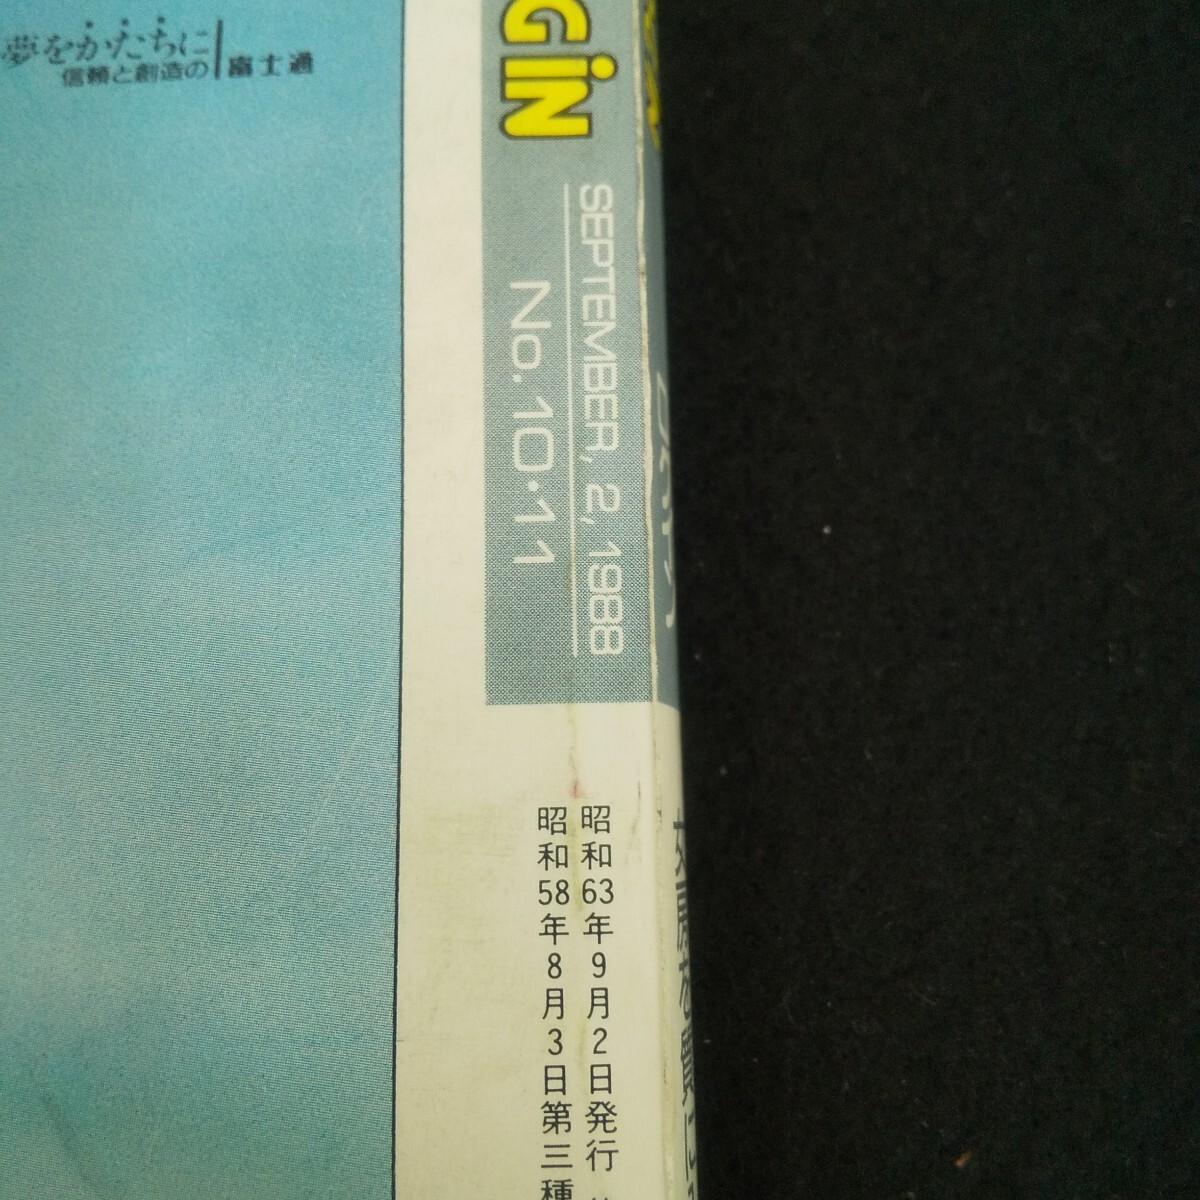 夢をかたちに
信頼と創造の富士通
GiN
SEPTEMBER, 2, 1988
No. 10・11
昭和63年9月2日発行
昭和58年8月3日第三種